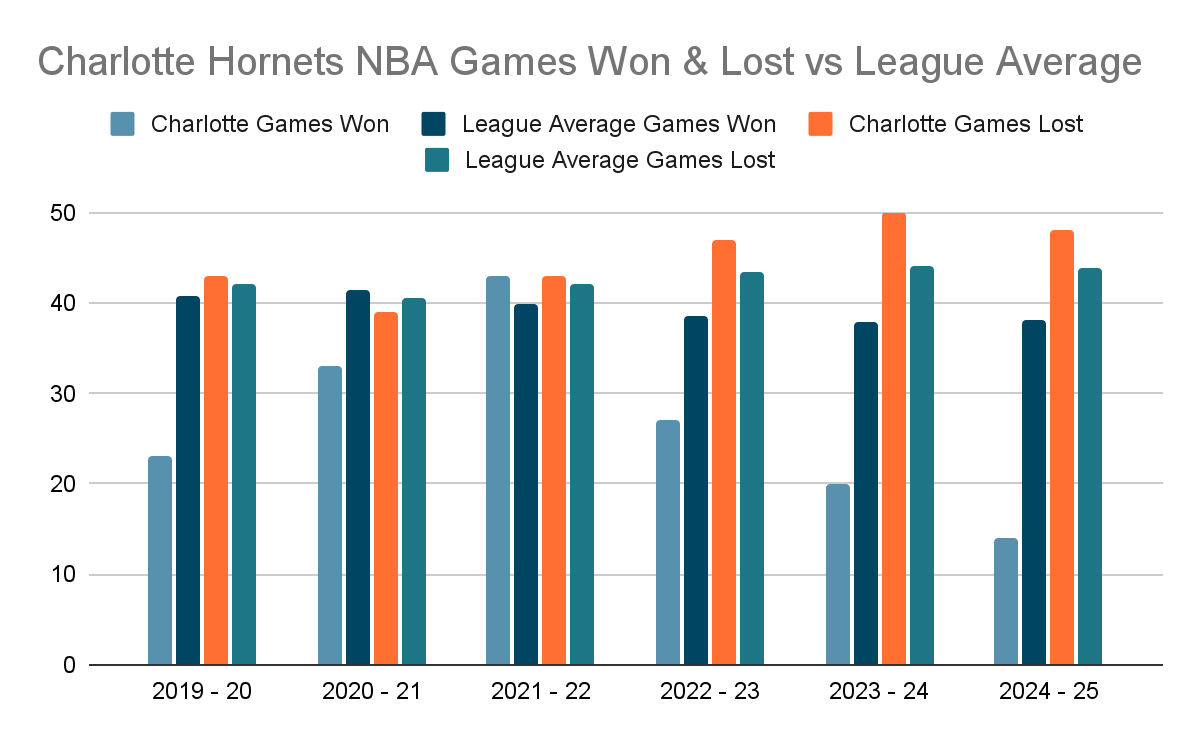 Charlotte Hornets NBA Games Won & Lost vs League Average
Charlotte Games Won League Average Games Won Charlotte Games Lost
League Average Games Lost
50
40
30
20
10
0
2019 - 20 2020 - 21 2021 - 22 2022 - 23 2023 - 24 2024 - 25